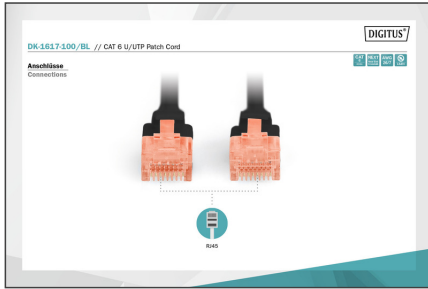 DIGITUS®
DK-1617-100/BL // CAT 6 U/UTP Patch Cord
Anschlüsse
Connections
RJ45